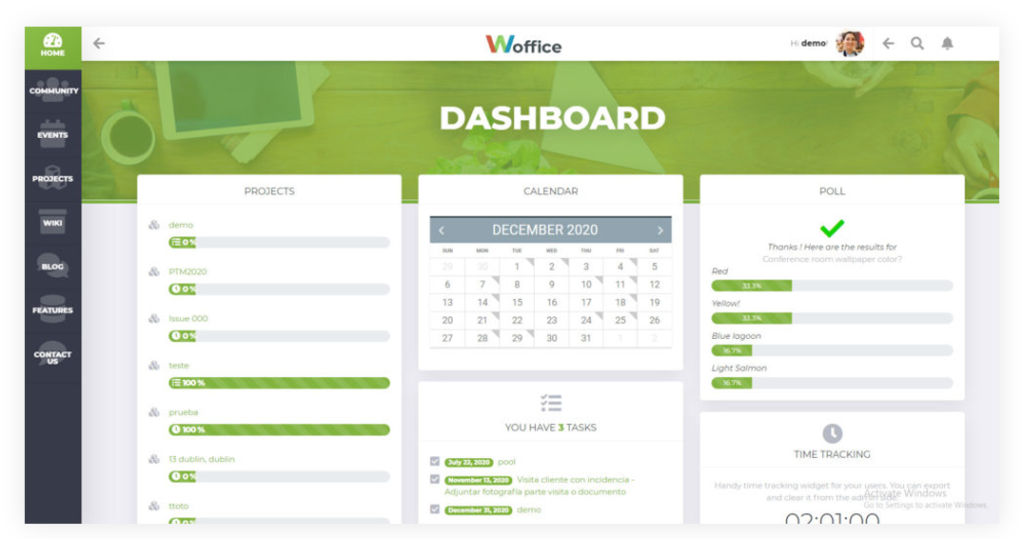 HOME
COMMUNITY
EVENTS
PROJECTS
WIKI
BLOG
FEATURES
CONTACT
US
Woffice
Hi demo!
DASHBOARD
PROJECTS
demo
0 %
PTM2020
0 %
Issue 000
0 %
teste
100 %
prueba
100 %
13 dublin, dublin
0 %
ttoto
0 %
CALENDAR
DECEMBER 2020
SUN MON TUE WED THU FRI SAT
29 30 1 2 3 4 5
6 7 8 9 10 11 12
13 14 15 16 17 18 19
20 21 22 23 24 25 26
27 28 29 30 31 1 2
YOU HAVE 3 TASKS
July 22, 2020 pool
November 13, 2020 Visita cliente con incidencia -
Adjuntar fotografía parte visita o documento
December 31, 2020 demo
POLL
Thanks ! Here are the results for
Conference room wallpaper color?
Red
33.3%
Yellow!
33.3%
Blue lagoon
16.7%
Light Salmon
16.7%
TIME TRACKING
Handy time tracking widget for your users. You can export
and clear it from the admin side.
02:01:00
Activate Windows
Go to Settings to activate Windows.